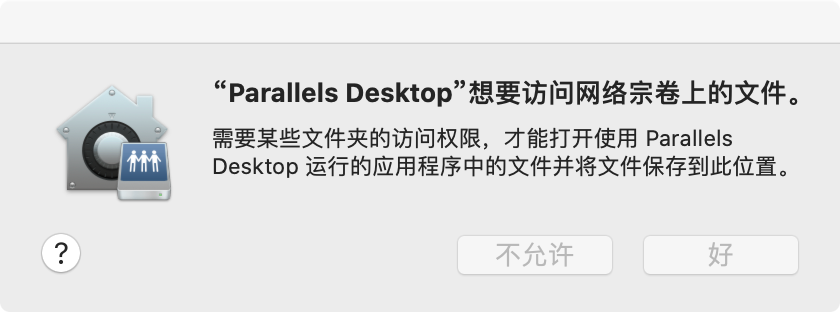 “Parallels Desktop”想要访问网络宗卷上的文件。
需要某些文件夹的访问权限，才能打开使用 Parallels
Desktop 运行的应用程序中的文件并将文件保存到此位置。
?
不允许
好